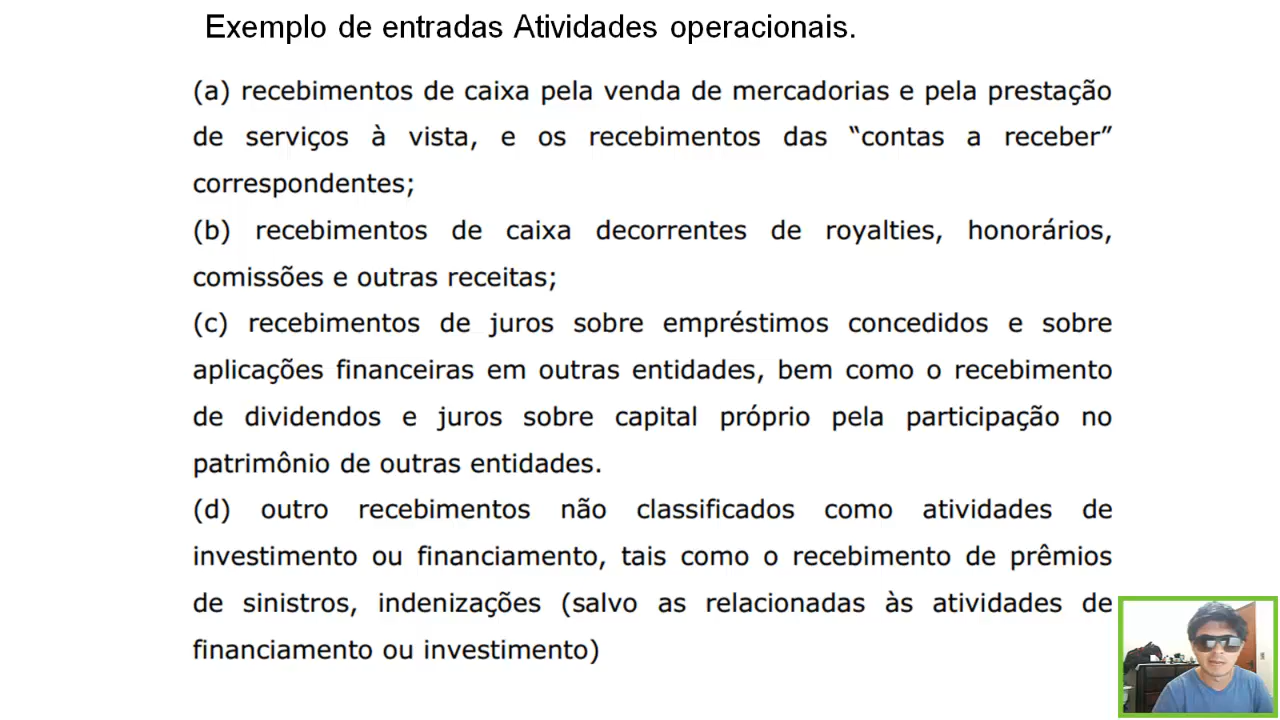 Exemplo de entradas Atividades operacionais.
(a) recebimentos de caixa pela venda de mercadorias e pela prestação
de serviços à vista, e os recebimentos das “contas a receber”
correspondentes;
(b) recebimentos de caixa decorrentes de royalties, honorários,
comissões e outras receitas;
(c) recebimentos de juros sobre empréstimos concedidos e sobre
aplicações financeiras em outras entidades, bem como o recebimento
de dividendos e juros sobre capital próprio pela participação no
patrimônio de outras entidades.
(d) outro recebimentos não classificados como atividades de
investimento ou financiamento, tais como o recebimento de prêmios
de sinistros, indenizações (salvo as relacionadas às atividades de
financiamento ou investimento)